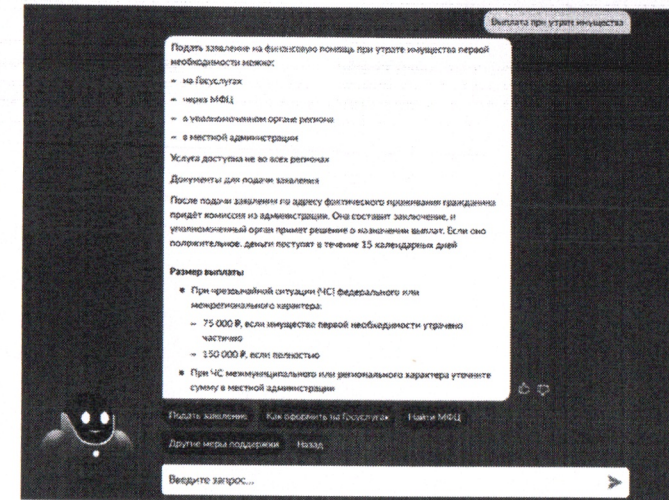 Выплата при утрате имущества
Подать заявление на финансовую помощь при утрате имущества первой
необходимости можно:
– на Госуслугах
– через МФЦ
– в уполномоченном органе региона
– в местной администрации
Услуга доступна не во всех регионах
Документы для подачи заявления
После подачи заявления по адресу фактического проживания гражданина
придёт комиссия из администрации. Она составит заключение, и
уполномоченный орган примет решение о назначении выплат. Если оно
положительное, деньги поступят в течение 15 календарных дней
Размер выплаты
• При чрезвычайной ситуации (ЧС) федерального или
межрегионального характера:
– 75 000 ₽, если имущество первой необходимости утрачено
частично
– 150 000 ₽, если полностью
• При ЧС межмуниципального или регионального характера уточните
сумму в местной администрации
Подать заявление Как оформить на Госуслугах Найти МФЦ
Другие меры поддержки Назад
Введите запрос...